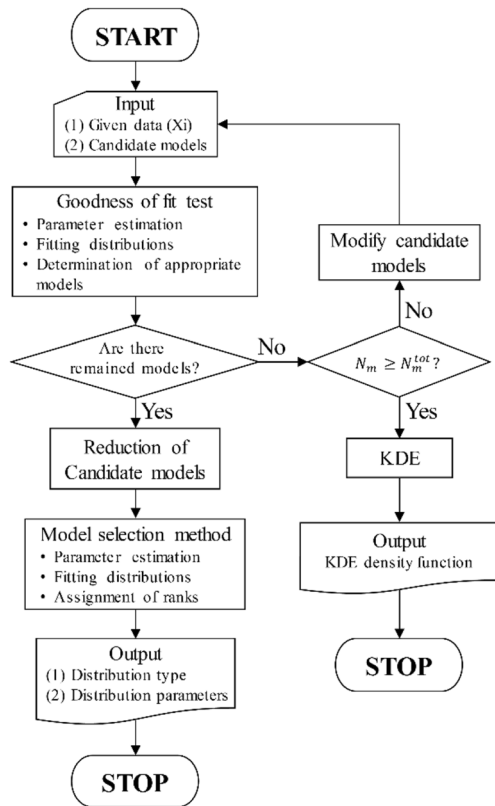 START
Input
(1) Given data (Xi)
(2) Candidate models
Goodness of fit test
• Parameter estimation
• Fitting distributions
• Determination of appropriate
models
Are there
remained models?
No
Yes
Reduction of
Candidate models
Model selection method
• Parameter estimation
• Fitting distributions
• Assignment of ranks
Output
(1) Distribution type
(2) Distribution parameters
STOP
Modify candidate
models
No
N_m ≥ N_m^{tot}?
Yes
KDE
Output
KDE density function
STOP